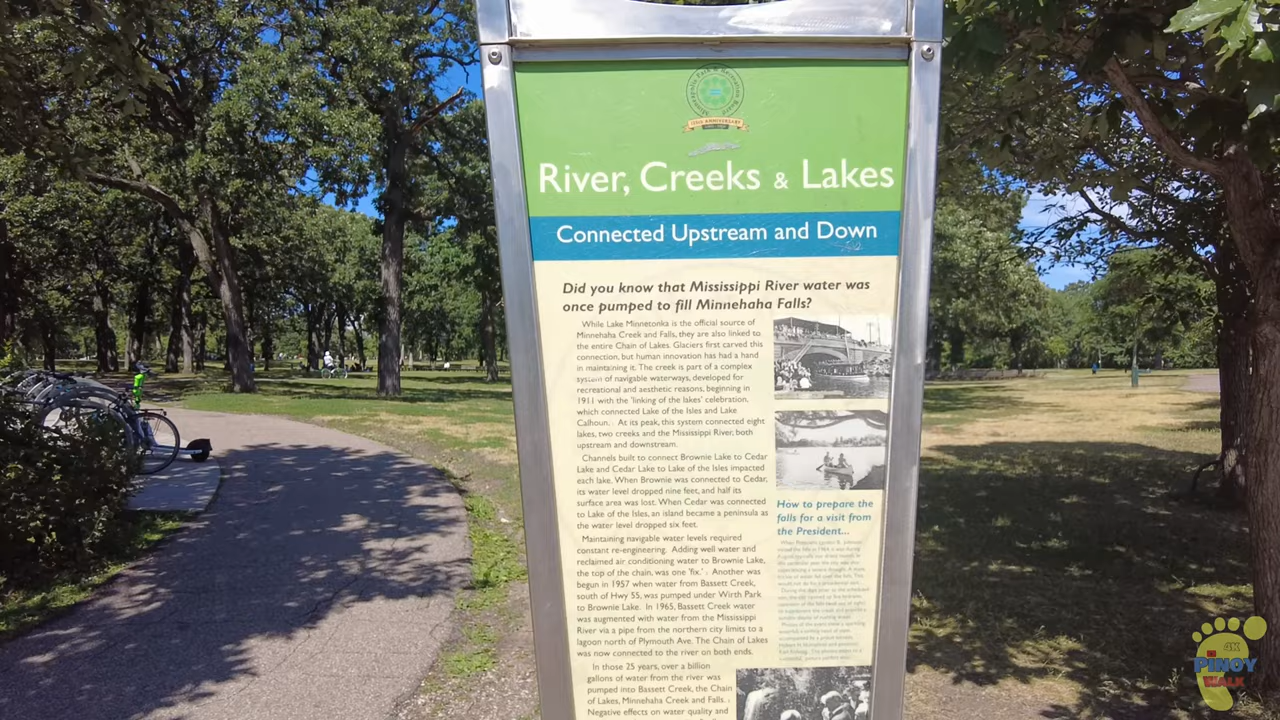 Minneapolis Park & Recreation Board
River, Creeks & Lakes
Connected Upstream and Down
Did you know that Mississippi River water was
once pumped to fill Minnehaha Falls?
While Lake Minnetonka is the official source of
Minnehaha Creek and Falls, they are also linked to
the entire Chain of Lakes. Glaciers first carved this
connection, but human innovation has had a hand
in maintaining it. The creek is part of a complex
system of navigable waterways, developed for
recreational and aesthetic reasons, beginning in
1911 with the 'linking of the lakes' celebration,
which connected Lake of the Isles and Lake
Calhoun. At its peak, this system connected eight
lakes, two creeks and the Mississippi River, both
upstream and downstream.
Channels built to connect Brownie Lake to Cedar
Lake and Cedar Lake to Lake of the Isles impacted
each lake. When Brownie was connected to Cedar,
its water level dropped nine feet, and half its
surface area was lost. When Cedar was connected
to Lake of the Isles, an island became a peninsula as
the water level dropped six feet.
Maintaining navigable water levels required
constant re-engineering. Adding well water and
reclaimed air conditioning water to Brownie Lake,
the top of the chain, was one 'fix.' Another was
begun in 1957 when water from Bassett Creek,
south of Hwy 55, was pumped under Wirth Park
to Brownie Lake. In 1965, Bassett Creek water
was augmented with water from the Mississippi
River via a pipe from the northern city limits to a
lagoon north of Plymouth Ave. The Chain of Lakes
was now connected to the river on both ends.
In those 25 years, over a billion
gallons of water from the river was
pumped into Bassett Creek, the Chain
of Lakes, Minnehaha Creek and Falls.
Negative effects on water quality and
How to prepare the
falls for a visit from
the President...
4K
PINOY
WALK